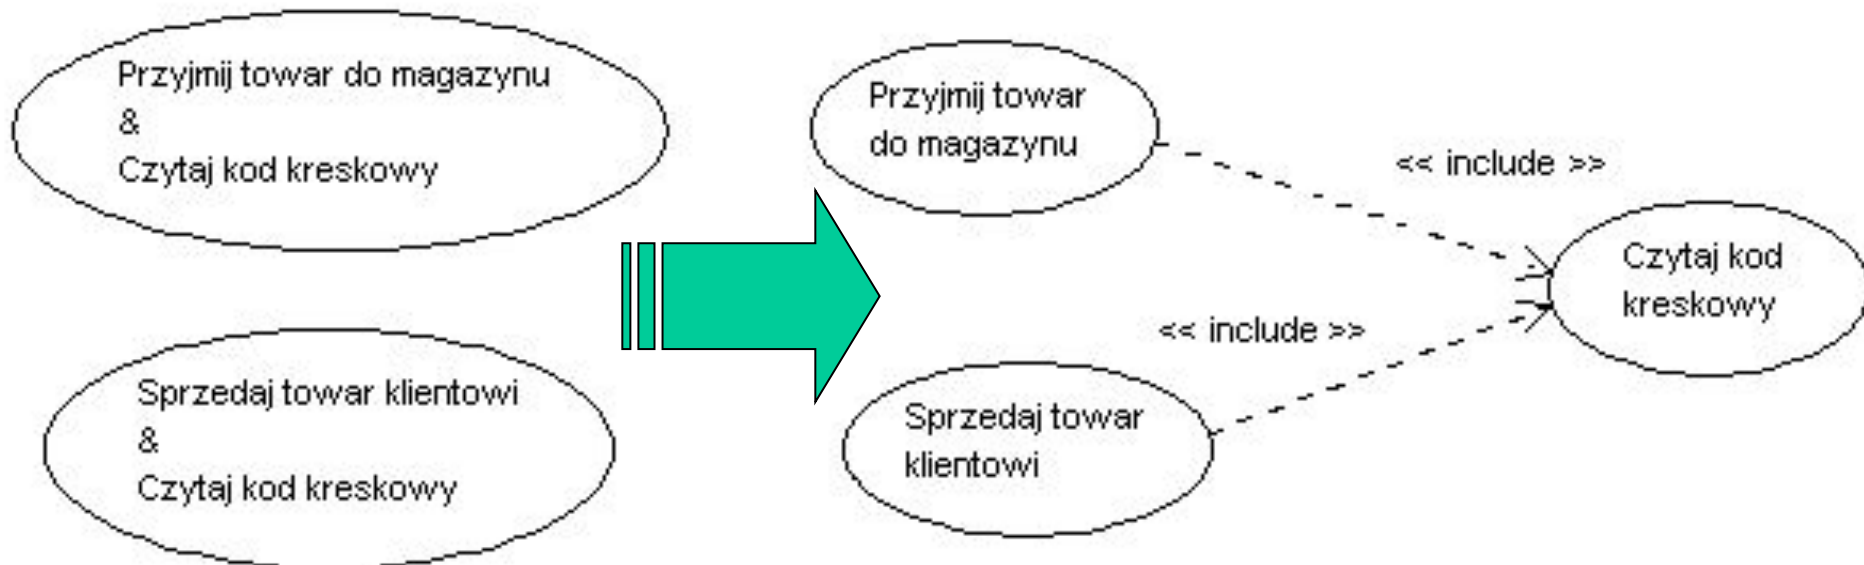 Przyjmij towar do magazynu
&
Czytaj kod kreskowy
Sprzedaj towar klientowi
&
Czytaj kod kreskowy
Przyjmij towar
do magazynu
<< include >>
Czytaj kod
kreskowy
<< include >>
Sprzedaj towar
klientowi